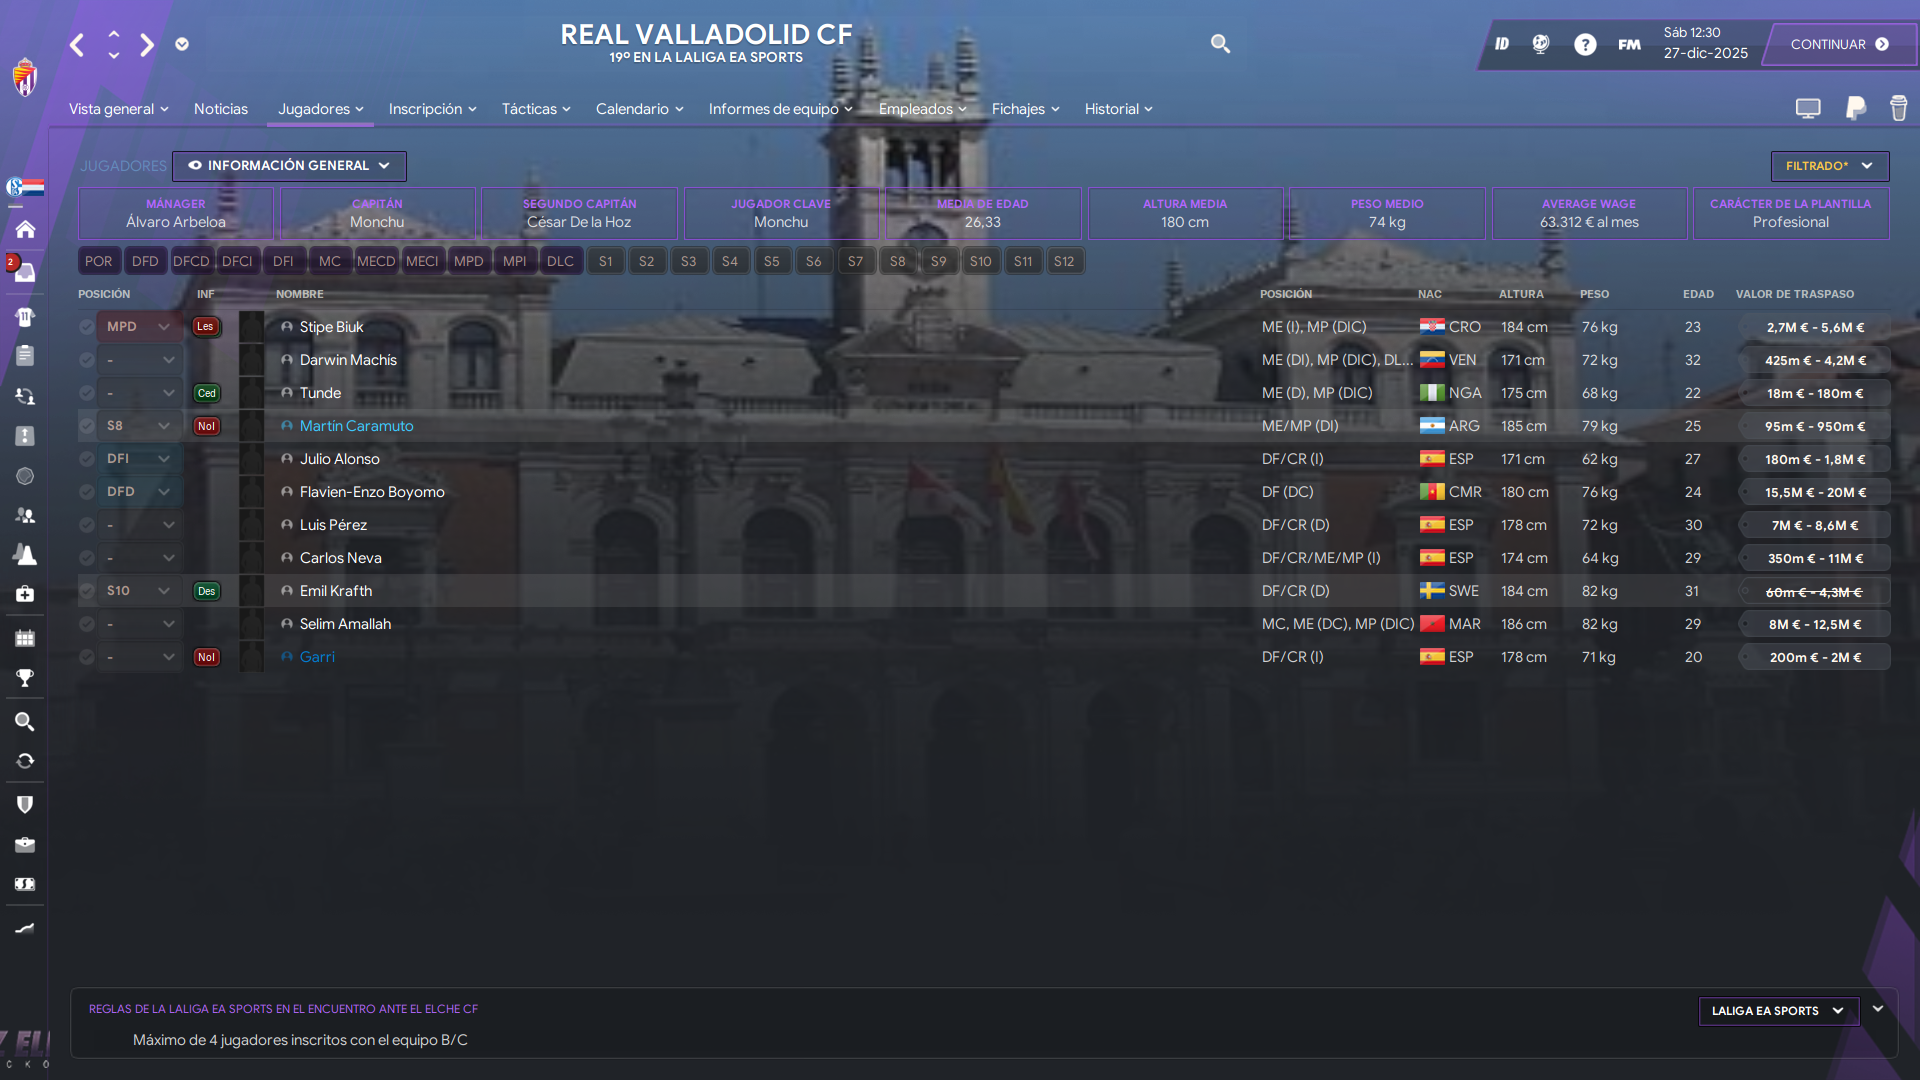 REAL VALLADOLID CF
19º EN LA LALIGA EA SPORTS
ID
?
FM
Sáb 12:30
27-dic-2025
CONTINUAR
Vista general
Noticias
Jugadores
Inscripción
Tácticas
Calendario
Informes de equipo
Empleados
Fichajes
Historial
JUGADORES
INFORMACIÓN GENERAL
FILTRADO*
MÁNAGER
Álvaro Arbeloa
CAPITÁN
Monchu
SEGUNDO CAPITÁN
César De la Hoz
JUGADOR CLAVE
Monchu
MEDIA DE EDAD
26,33
ALTURA MEDIA
180 cm
PESO MEDIO
74 kg
AVERAGE WAGE
63.312 € al mes
CARÁCTER DE LA PLANTILLA
Profesional
POR DFD DFCD DFCI DFI MC MECD MECI MPD MPI DLC S1 S2 S3 S4 S5 S6 S7 S8 S9 S10 S11 S12
POSICIÓN INF NOMBRE POSICIÓN NAC ALTURA PESO EDAD VALOR DE TRASPASO
MPD Les Stipe Biuk ME (I), MP (DIC) CRO 184 cm 76 kg 23 2,7M € - 5,6M €
- Darwin Machís ME (DI), MP (DIC), DL... VEN 171 cm 72 kg 32 425m € - 4,2M €
- Ced Tunde ME (D), MP (DIC) NGA 175 cm 68 kg 22 18m € - 180m €
S8 NoI Martín Caramuto ME/MP (DI) ARG 185 cm 79 kg 25 95m € - 950m €
DFI Julio Alonso DF/CR (I) ESP 171 cm 62 kg 27 180m € - 1,8M €
DFD Flavien-Enzo Boyomo DF (DC) CMR 180 cm 76 kg 24 15,5M € - 20M €
- Luis Pérez DF/CR (D) ESP 178 cm 72 kg 30 7M € - 8,6M €
- Carlos Neva DF/CR/ME/MP (I) ESP 174 cm 64 kg 29 350m € - 11M €
S10 Des Emil Krafth DF/CR (D) SWE 184 cm 82 kg 31 60m € - 4,3M €
- Selim Amallah MC, ME (DC), MP (DIC) MAR 186 cm 82 kg 29 8M € - 12,5M €
- NoI Garri DF/CR (I) ESP 178 cm 71 kg 20 200m € - 2M €
2
REGLAS DE LA LALIGA EA SPORTS EN EL ENCUENTRO ANTE EL ELCHE CF
LALIGA EA SPORTS
Máximo de 4 jugadores inscritos con el equipo B/C